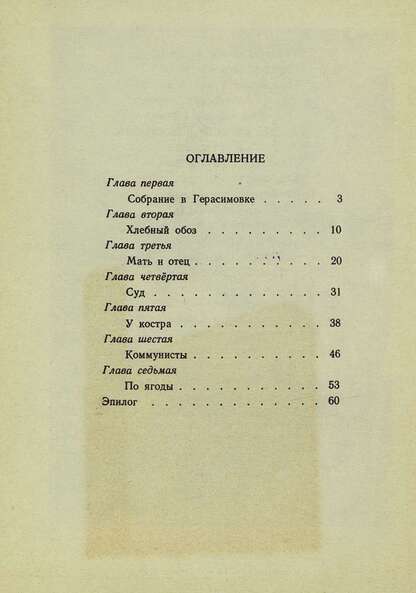 ОГЛАВЛЕНИЕ
Глава первая
Собрание в Герасимовке . . . . . 3
Глава вторая
Хлебный обоз . . . . . . . . 10
Глава третья
Мать и отец . . . . . . . . . 20
Глава четвёртая
Суд . . . . . . . . . . . 31
Глава пятая
У костра . . . . . . . . . . 38
Глава шестая
Коммунисты . . . . . . . . . 46
Глава седьмая
По ягоды . . . . . . . . . . 53
Эпилог . . . . . . . . . . . 60